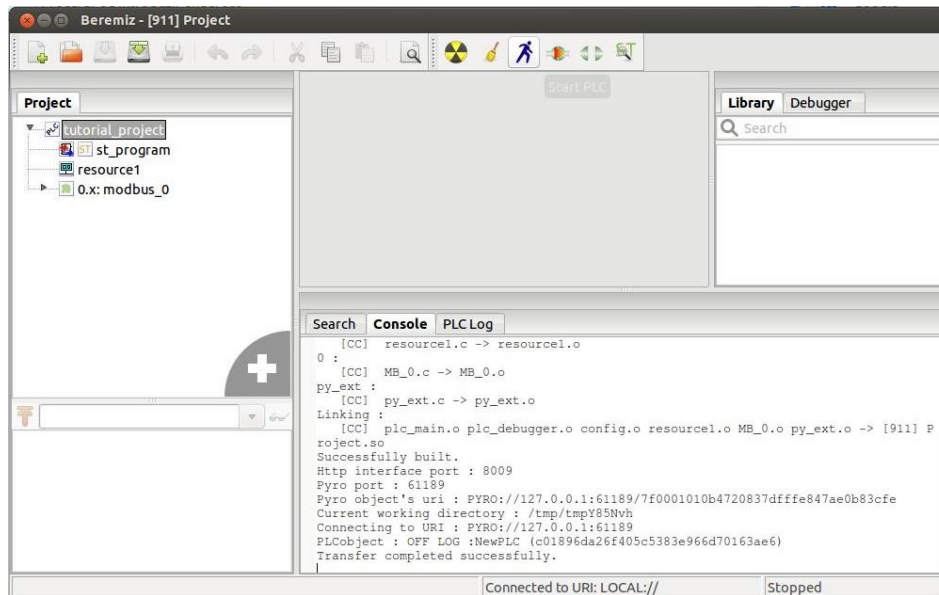 Beremiz - [911] Project
Start PLC
Project
tutorial_project
ST st_program
resource1
0.x: modbus_0
Library Debugger
Search
Search Console PLC Log
[CC] resource1.c -> resource1.o
0 :
[CC] MB_0.c -> MB_0.o
py_ext :
[CC] py_ext.c -> py_ext.o
Linking :
[CC] plc_main.o plc_debugger.o config.o resource1.o MB_0.o py_ext.o -> [911] P
roject.so
Successfully built.
Http interface port : 8009
Pyro port : 61189
Pyro object's uri : PYRO://127.0.0.1:61189/7f0001010b4720837dfffe847ae0b83cfe
Current working directory : /tmp/tmpY85Nvh
Connecting to URI : PYRO://127.0.0.1:61189
PLCobject : OFF LOG :NewPLC (c01896da26f405c5383e966d70163ae6)
Transfer completed successfully.
Connected to URI: LOCAL:// Stopped